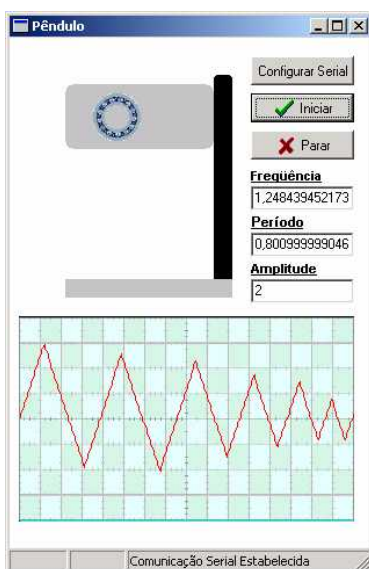 Pêndulo
Configurar Serial
Iniciar
Parar
Freqüência
1,248439452173
Período
0,800999999046
Amplitude
2
Comunicação Serial Estabelecida